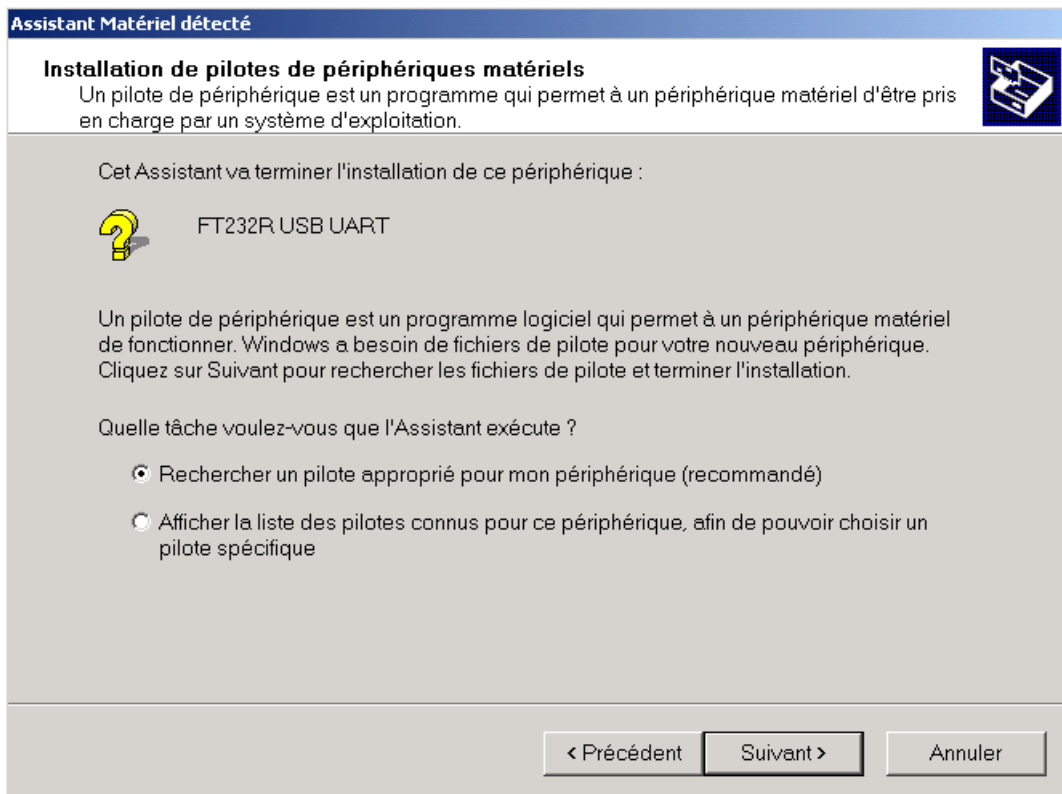 Assistant Matériel détecté
Installation de pilotes de périphériques matériels
Un pilote de périphérique est un programme qui permet à un périphérique matériel d'être pris
en charge par un système d'exploitation.
Cet Assistant va terminer l'installation de ce périphérique :
FT232R USB UART
Un pilote de périphérique est un programme logiciel qui permet à un périphérique matériel
de fonctionner. Windows a besoin de fichiers de pilote pour votre nouveau périphérique.
Cliquez sur Suivant pour rechercher les fichiers de pilote et terminer l'installation.
Quelle tâche voulez-vous que l'Assistant exécute ?
Rechercher un pilote approprié pour mon périphérique (recommandé)
Afficher la liste des pilotes connus pour ce périphérique, afin de pouvoir choisir un
pilote spécifique
< Précédent Suivant > Annuler